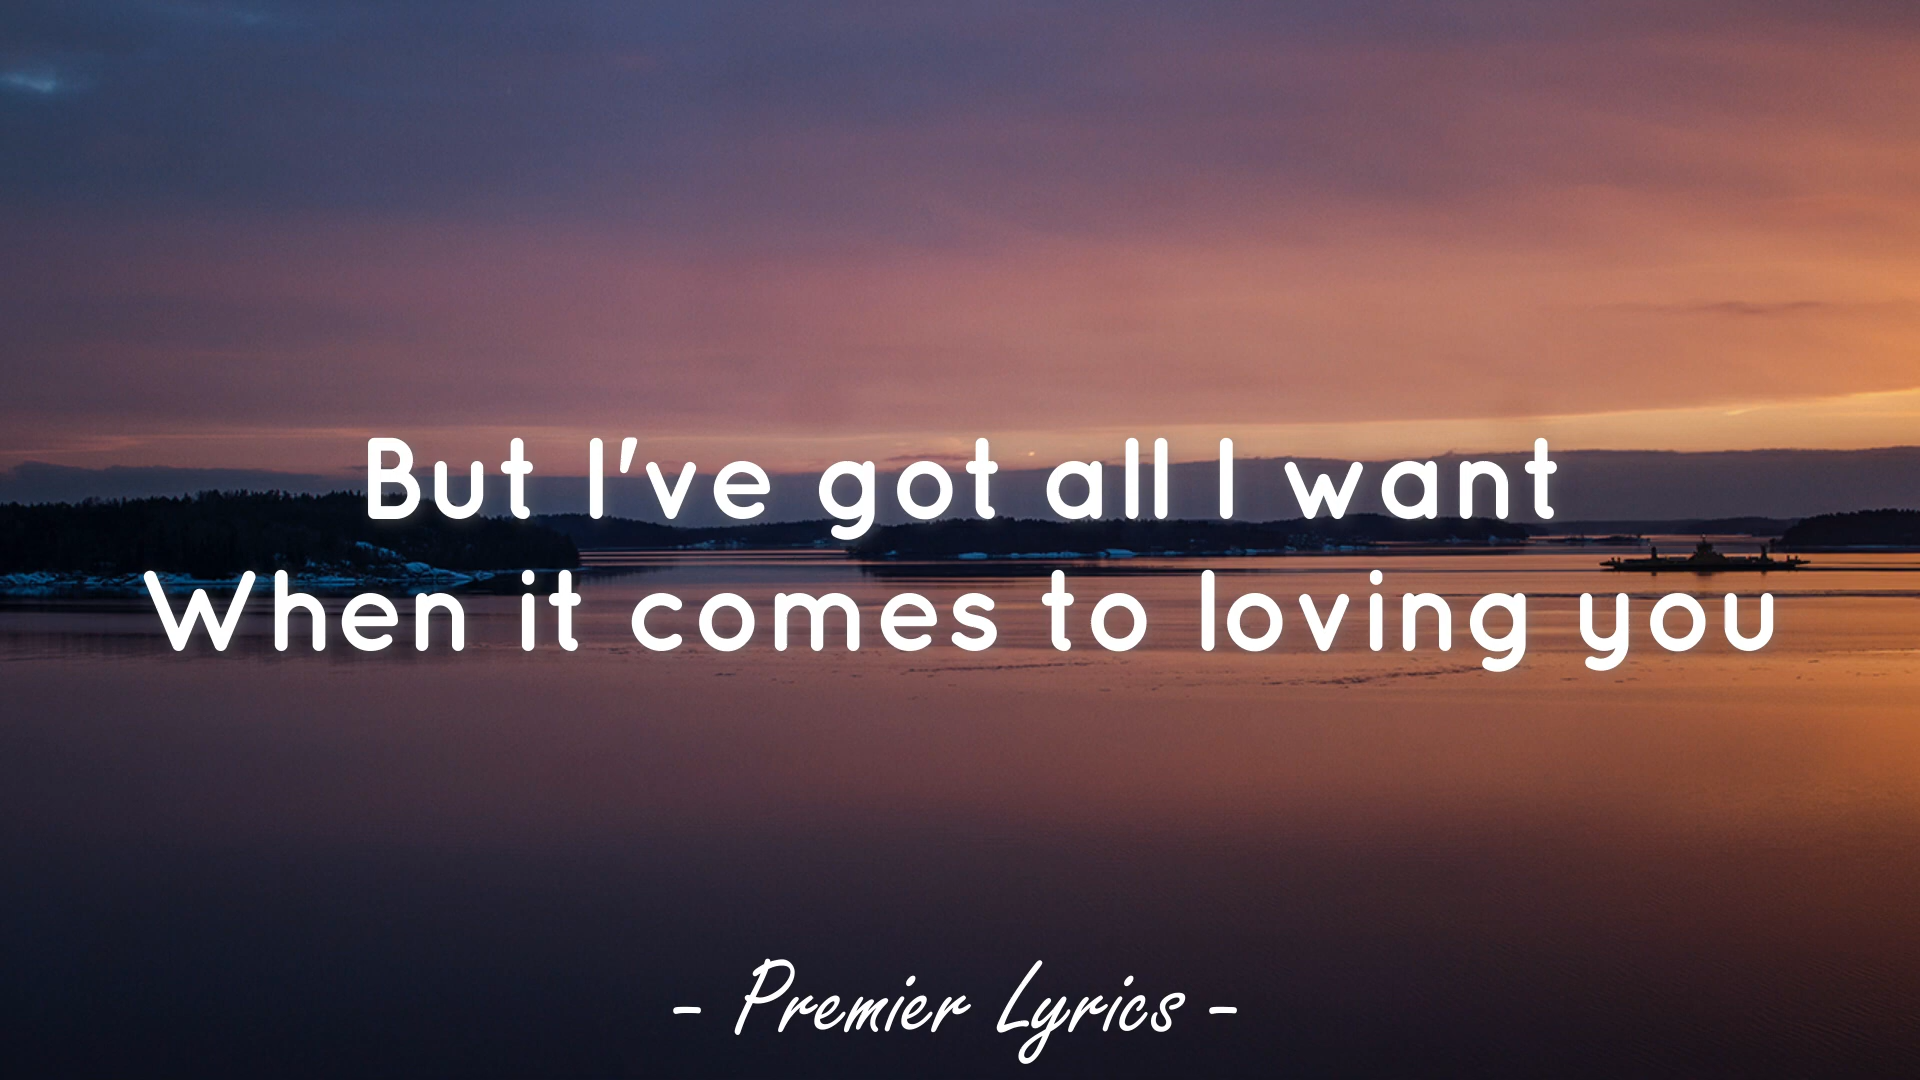 But I've got all I want
When it comes to loving you
- Premier Lyrics -